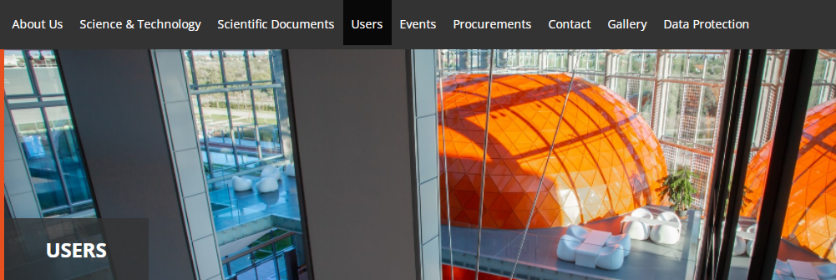 About Us Science & Technology Scientific Documents Users Events Procurements Contact Gallery Data Protection
USERS